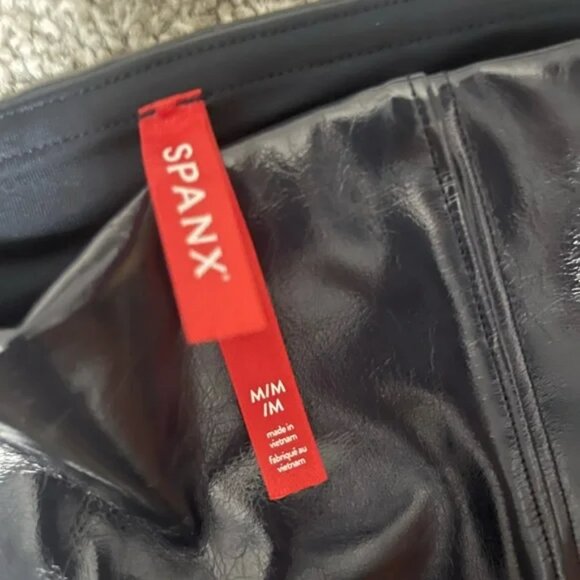 SPANX®
M/M
/M
made in
vietnam
fabriqué au
vietnam